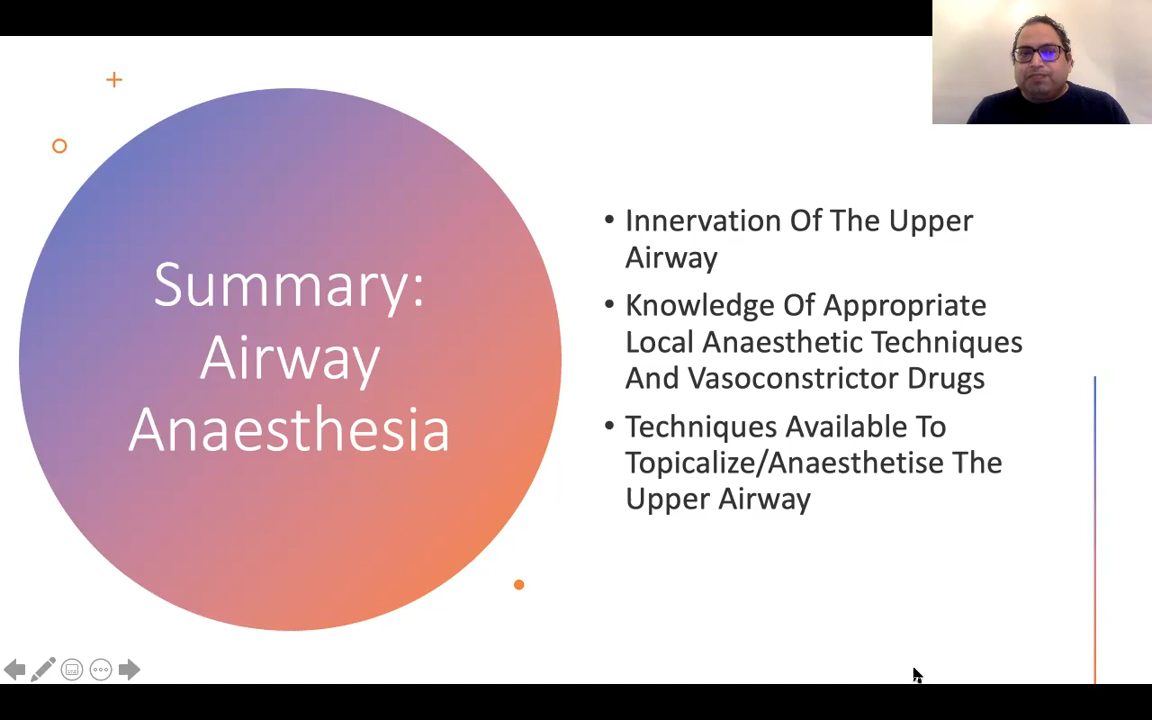 Summary:
Airway
Anaesthesia
• Innervation Of The Upper
Airway
• Knowledge Of Appropriate
Local Anaesthetic Techniques
And Vasoconstrictor Drugs
• Techniques Available To
Topicalize/Anaesthetise The
Upper Airway